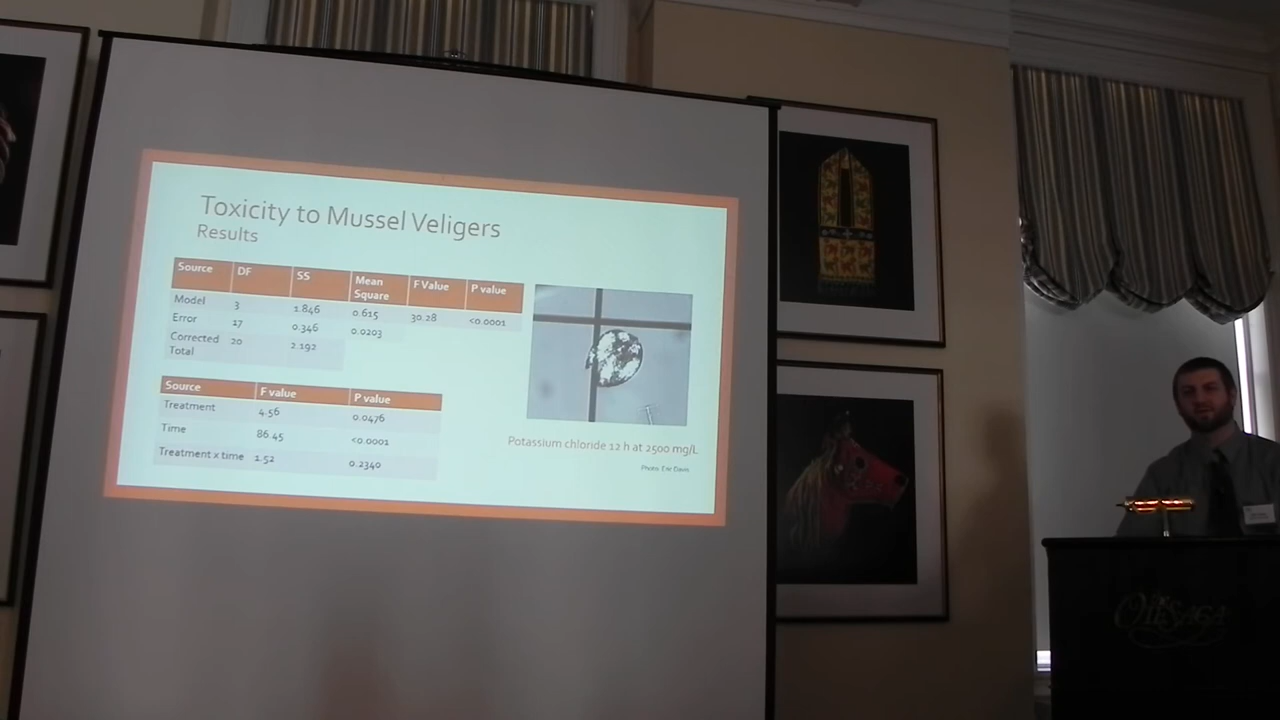 Toxicity to Mussel Veligers
Results
Source DF SS Mean Square F Value P value
Model 3 1.846 0.615 30.28 <0.0001
Error 17 0.346 0.0203
Corrected Total 20 2.192
Source F value P value
Treatment 4.56 0.0476
Time 86.45 <0.0001
Treatment x time 1.52 0.2340
Potassium chloride 12 h at 2500 mg/L
Photo: Eric Davis
THE OTESAGA